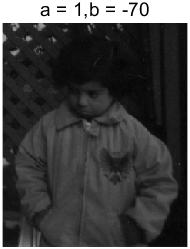 a = 1,b = -70